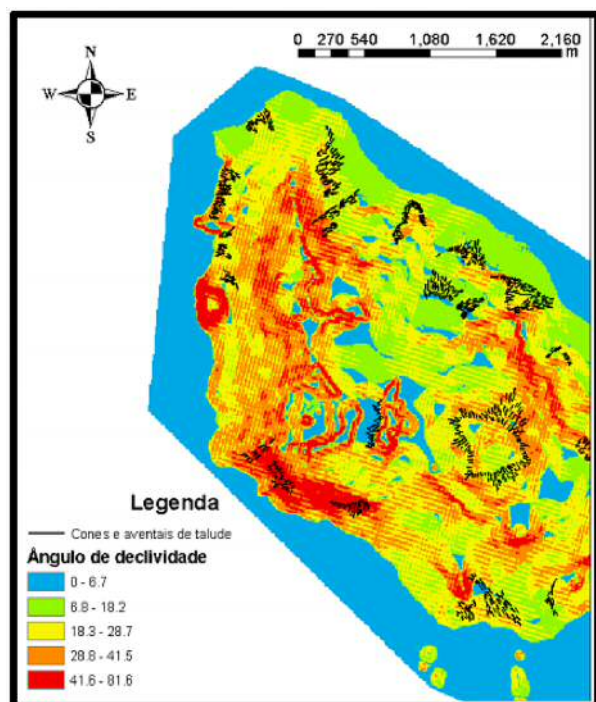 0 270 540 1,080 1,620 2,160
m
N
W E
S
Legenda
Cones e aventais de talude
Ângulo de declividade
0 - 6.7
6.8 - 18.2
18.3 - 28.7
28.8 - 41.5
41.6 - 81.6